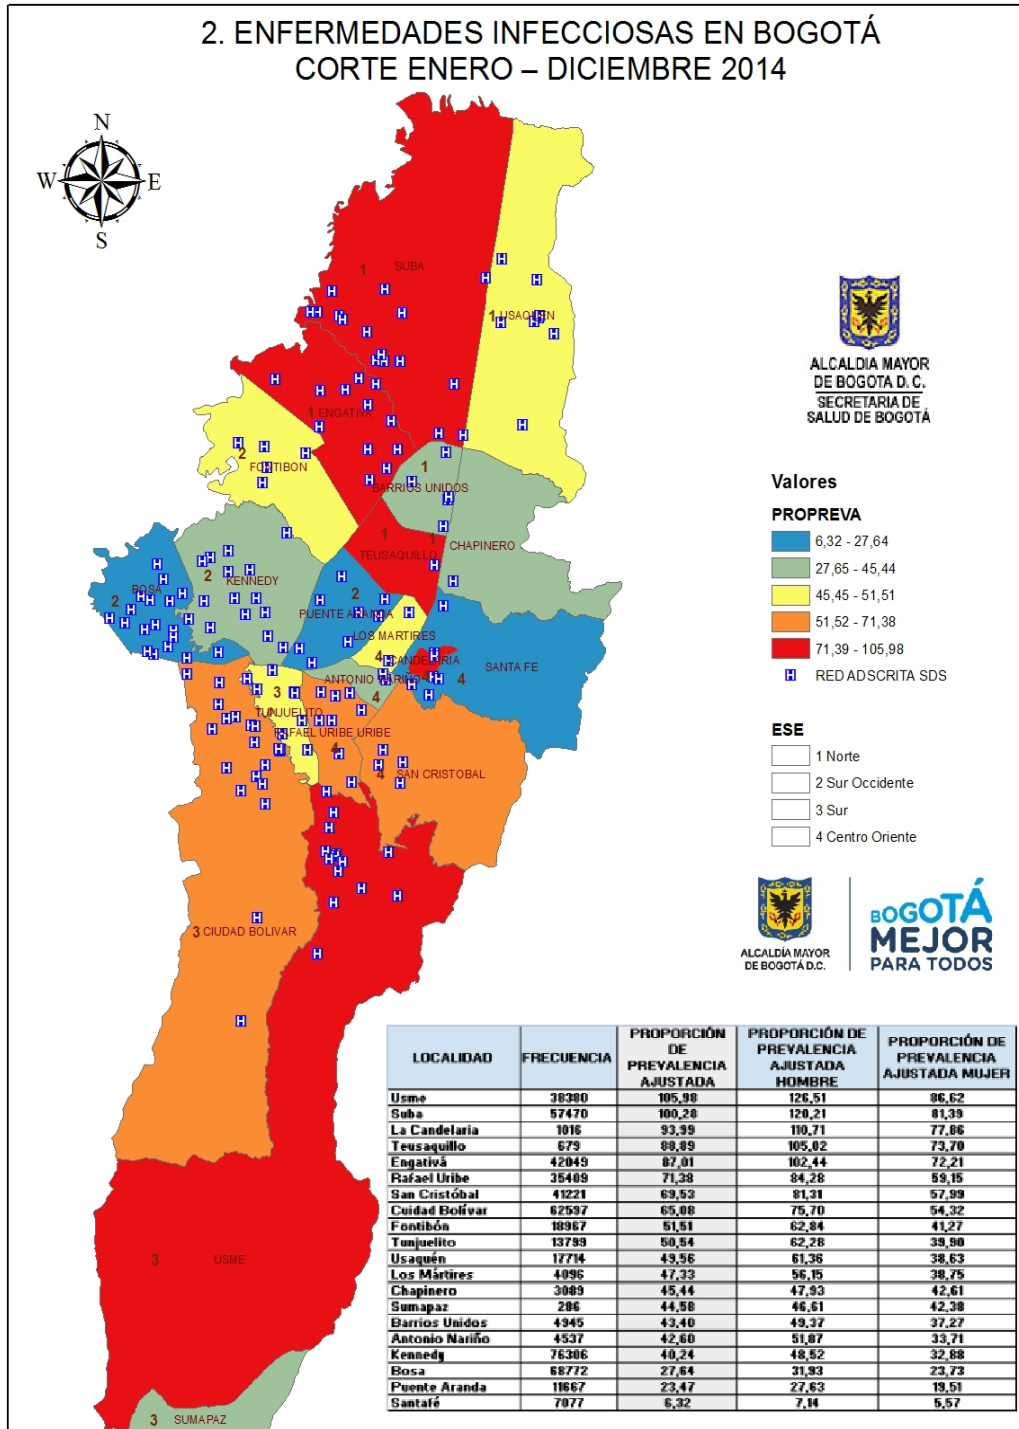 2. ENFERMEDADES INFECCIOSAS EN BOGOTÁ
CORTE ENERO – DICIEMBRE 2014
N
W E
S
1 SUBA
1 USAQUEN
1 ENGATIVA
2
FONTIBON
1
BARRIOS UNIDOS
1
TEUSAQUILLO
1
CHAPINERO
2
KENNEDY
BOSA
2
2
PUENTE ARANDA
LOS MARTIRES
4
CANDELARIA
4
SANTA FE
4
ANTONIO NARIÑO
4
3
TUNJUELITO
RAFAEL URIBE URIBE
4
4
SAN CRISTOBAL
3 CIUDAD BOLIVAR
3
USME
3 SUMAPAZ
ALCALDIA MAYOR
DE BOGOTA D. C.
SECRETARIA DE
SALUD DE BOGOTÁ
Valores
PROPREVA
6,32 - 27,64
27,65 - 45,44
45,45 - 51,51
51,52 - 71,38
71,39 - 105,98
H RED ADSCRITA SDS
ESE
1 Norte
2 Sur Occidente
3 Sur
4 Centro Oriente
ALCALDÍA MAYOR
DE BOGOTÁ D.C.
BOGOTÁ
MEJOR
PARA TODOS
LOCALIDAD FRECUENCIA PROPORCIÓN DE PREVALENCIA AJUSTADA PROPORCIÓN DE PREVALENCIA AJUSTADA HOMBRE PROPORCIÓN DE PREVALENCIA AJUSTADA MUJER
Usme 38380 105,98 126,51 86,62
Suba 57470 100,28 120,21 81,39
La Candelaria 1016 93,99 110,71 77,86
Teusaquillo 679 88,89 105,02 73,70
Engativá 42049 87,01 102,44 72,21
Rafael Uribe 35409 71,38 84,28 59,15
San Cristóbal 41221 69,53 81,31 57,99
Cuidad Bolívar 62597 65,08 75,70 54,32
Fontibón 18967 51,51 62,84 41,27
Tunjuelito 13799 50,54 62,28 39,90
Usaquén 17714 49,56 61,36 38,63
Los Mártires 4096 47,33 56,15 38,75
Chapinero 3089 45,44 47,93 42,61
Sumapaz 286 44,58 46,61 42,38
Barrios Unidos 4945 43,40 49,37 37,27
Antonio Nariño 4537 42,60 51,87 33,71
Kennedy 76306 40,24 48,52 32,88
Bosa 68772 27,64 31,93 23,73
Puente Aranda 11667 23,47 27,63 19,51
Santafé 7077 6,32 7,14 5,57